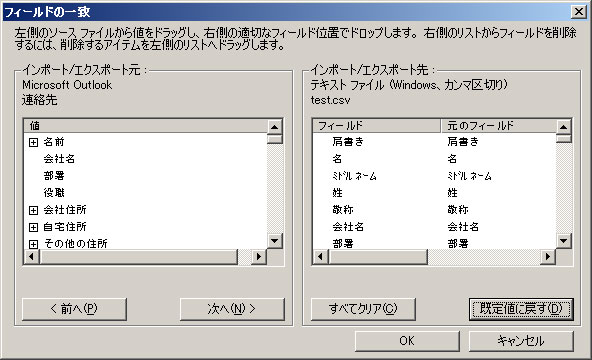 フィールドの一致
左側のソース ファイルから値をドラッグし、右側の適切なフィールド位置でドロップします。 右側のリストからフィールドを削除
するには、削除するアイテムを左側のリストへドラッグします。
インポート/エクスポート元 :
Microsoft Outlook
連絡先
値
名前
会社名
部署
役職
会社住所
自宅住所
その他の住所
< 前へ(P)
次へ(N) >
インポート/エクスポート先 :
テキスト ファイル (Windows、カンマ区切り)
test.csv
フィールド 元のフィールド
肩書き 肩書き
名 名
ﾐﾄﾞﾙ ﾈｰﾑ ﾐﾄﾞﾙ ﾈｰﾑ
姓 姓
敬称 敬称
会社名 会社名
部署 部署
すべてクリア(C)
既定値に戻す(D)
OK
キャンセル